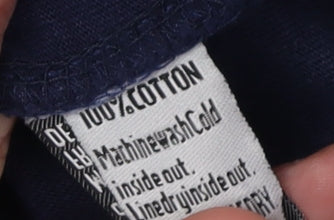 100%COTTON
MachinewashCold
inside out.
Linedryinside out.